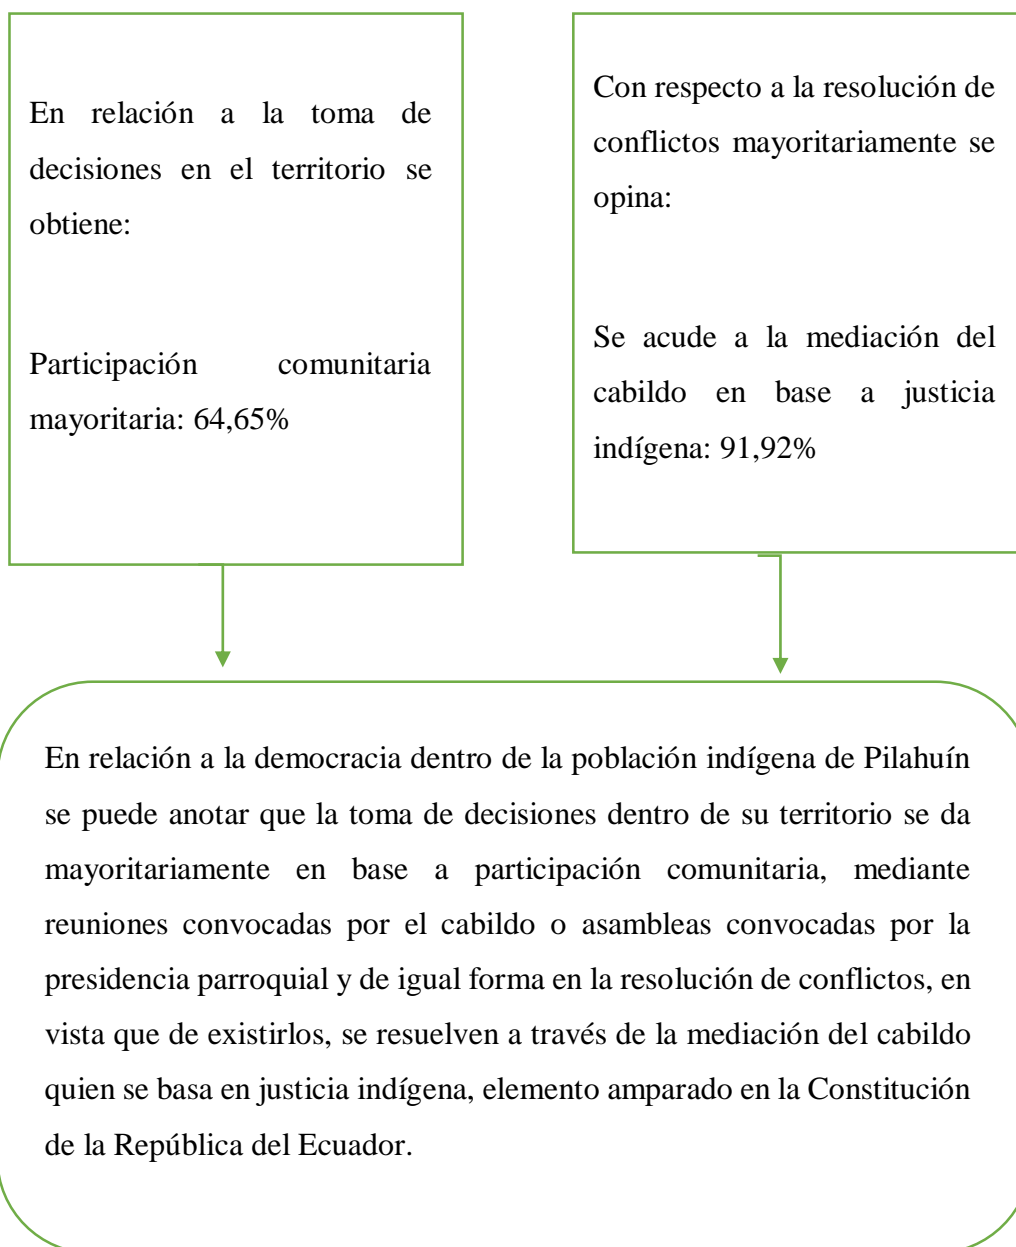 En relación a la toma de
decisiones en el territorio se
obtiene:
Participación comunitaria
mayoritaria: 64,65%
Con respecto a la resolución de
conflictos mayoritariamente se
opina:
Se acude a la mediación del
cabildo en base a justicia
indígena: 91,92%
En relación a la democracia dentro de la población indígena de Pilahuín
se puede anotar que la toma de decisiones dentro de su territorio se da
mayoritariamente en base a participación comunitaria, mediante
reuniones convocadas por el cabildo o asambleas convocadas por la
presidencia parroquial y de igual forma en la resolución de conflictos, en
vista que de existirlos, se resuelven a través de la mediación del cabildo
quien se basa en justicia indígena, elemento amparado en la Constitución
de la República del Ecuador.